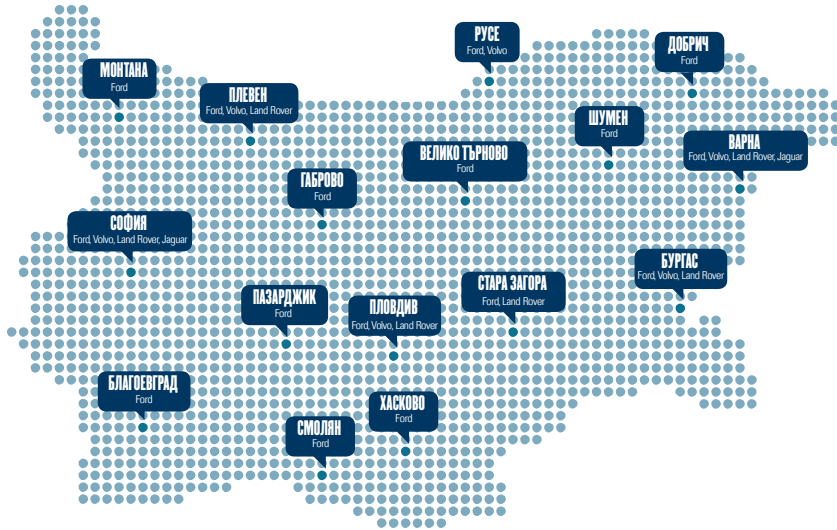 РУСЕ
Ford, Volvo
ДОБРИЧ
Ford
МОНТАНА
Ford
ПЛЕВЕН
Ford, Volvo, Land Rover
ШУМЕН
Ford
ВАРНА
Ford, Volvo, Land Rover, Jaguar
ВЕЛИКО ТЪРНОВО
Ford
ГАБРОВО
Ford
СОФИЯ
Ford, Volvo, Land Rover, Jaguar
БУРГАС
Ford, Volvo, Land Rover
СТАРА ЗАГОРА
Ford, Land Rover
ПАЗАРДЖИК
Ford
ПЛОВДИВ
Ford, Volvo, Land Rover
БЛАГОЕВГРАД
Ford
ХАСКОВО
Ford
СМОЛЯН
Ford